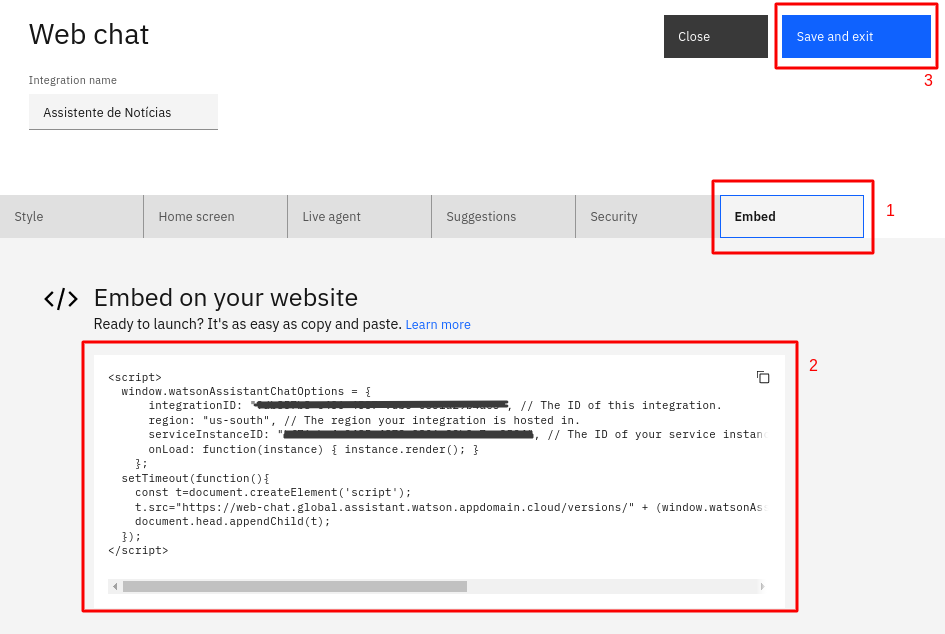 Web chat
Close
Save and exit
3
Integration name
Assistente de Notícias
Style
Home screen
Live agent
Suggestions
Security
Embed
1
</> Embed on your website
Ready to launch? It's as easy as copy and paste. Learn more
2
<script>
window.watsonAssistantChatOptions = {
integrationID: " ", // The ID of this integration.
region: "us-south", // The region your integration is hosted in.
serviceInstanceID: " ", // The ID of your service instan
onLoad: function(instance) { instance.render(); }
};
setTimeout(function(){
const t=document.createElement('script');
t.src="https://web-chat.global.assistant.watson.appdomain.cloud/versions/" + (window.watsonAs
document.head.appendChild(t);
});
</script>